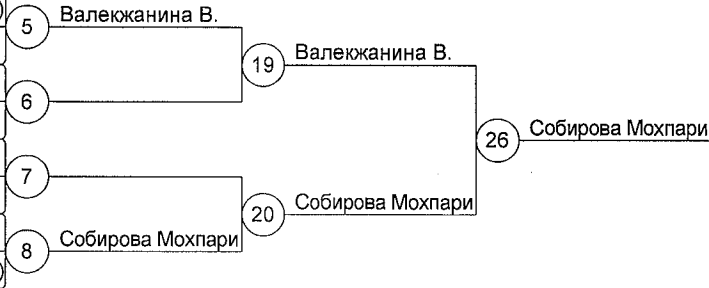 5 Валекжанина В.
19 Валекжанина В.
6
26 Собирова Мохпари
7
20 Собирова Мохпари
8 Собирова Мохпари